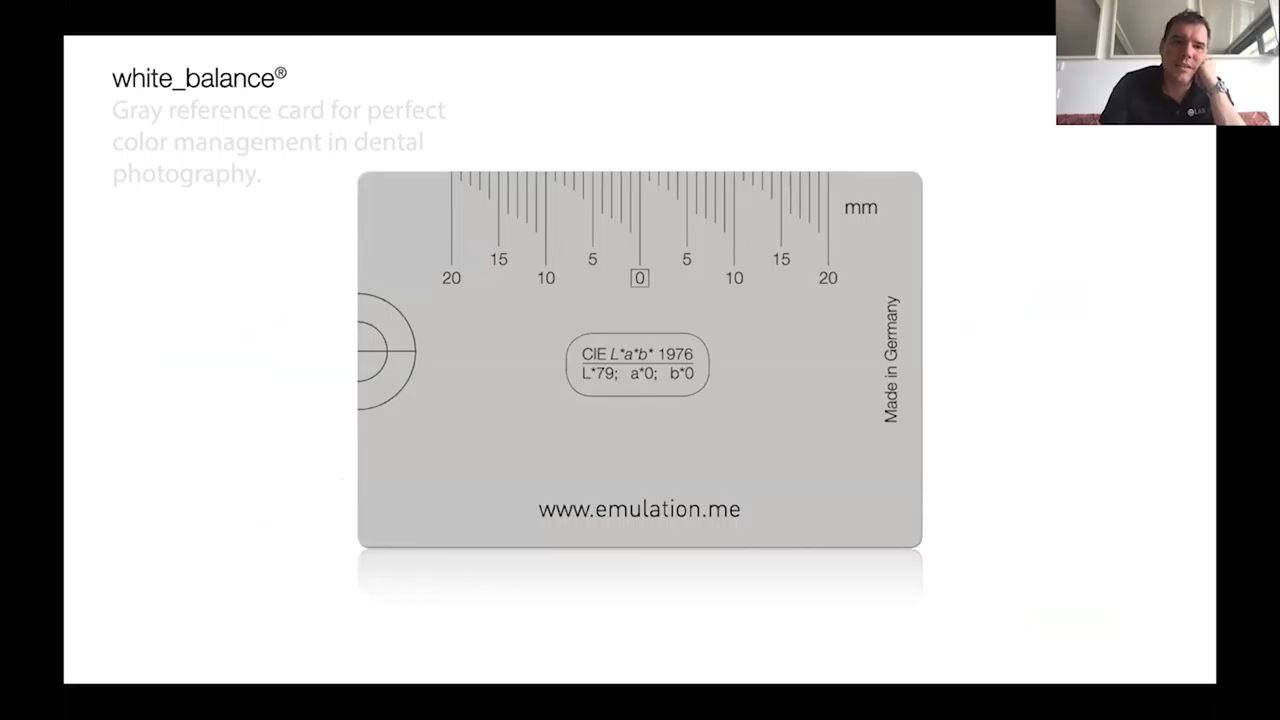 white_balance®
Gray reference card for perfect
color management in dental
photography.
mm
15 5 5 15
20 10 0 10 20
CIE L*a*b* 1976
L*79; a*0; b*0
Made in Germany
www.emulation.me